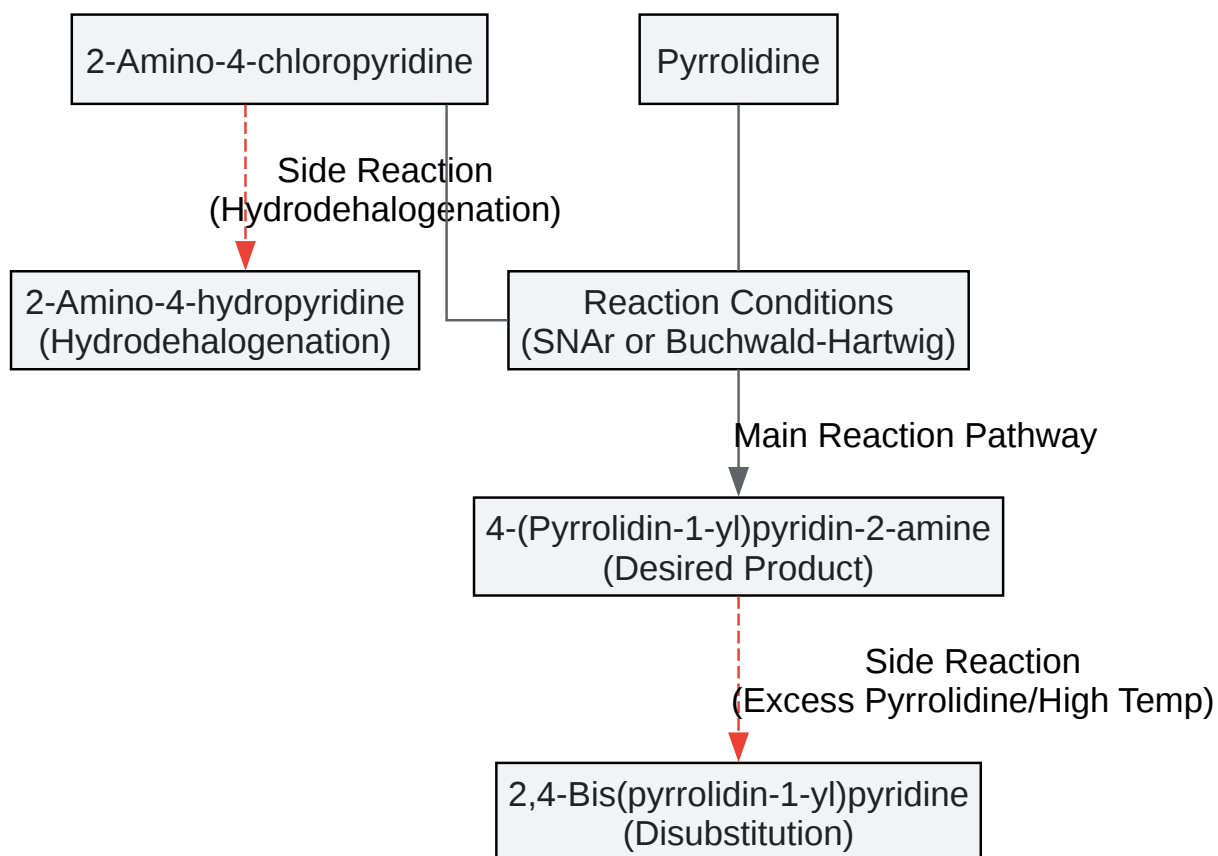 2-Amino-4-chloropyridine
Pyrrolidine
Side Reaction
(Hydrodehalogenation)
2-Amino-4-hydropyridine
(Hydrodehalogenation)
Reaction Conditions
(SNAr or Buchwald-Hartwig)
Main Reaction Pathway
4-(Pyrrolidin-1-yl)pyridin-2-amine
(Desired Product)
Side Reaction
(Excess Pyrrolidine/High Temp)
2,4-Bis(pyrrolidin-1-yl)pyridine
(Disubstitution)